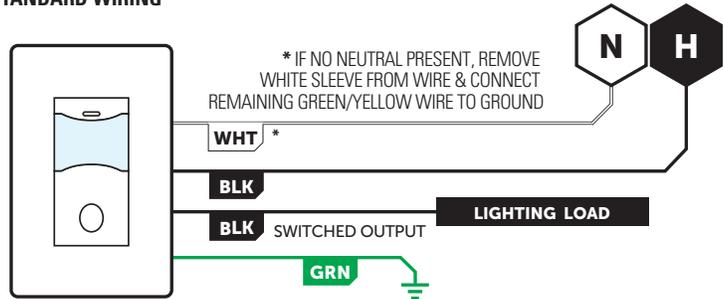 TANDARD WIRING
* IF NO NEUTRAL PRESENT, REMOVE
WHITE SLEEVE FROM WIRE & CONNECT
REMAINING GREEN/YELLOW WIRE TO GROUND
N H
WHT *
BLK
BLK SWITCHED OUTPUT
LIGHTING LOAD
GRN